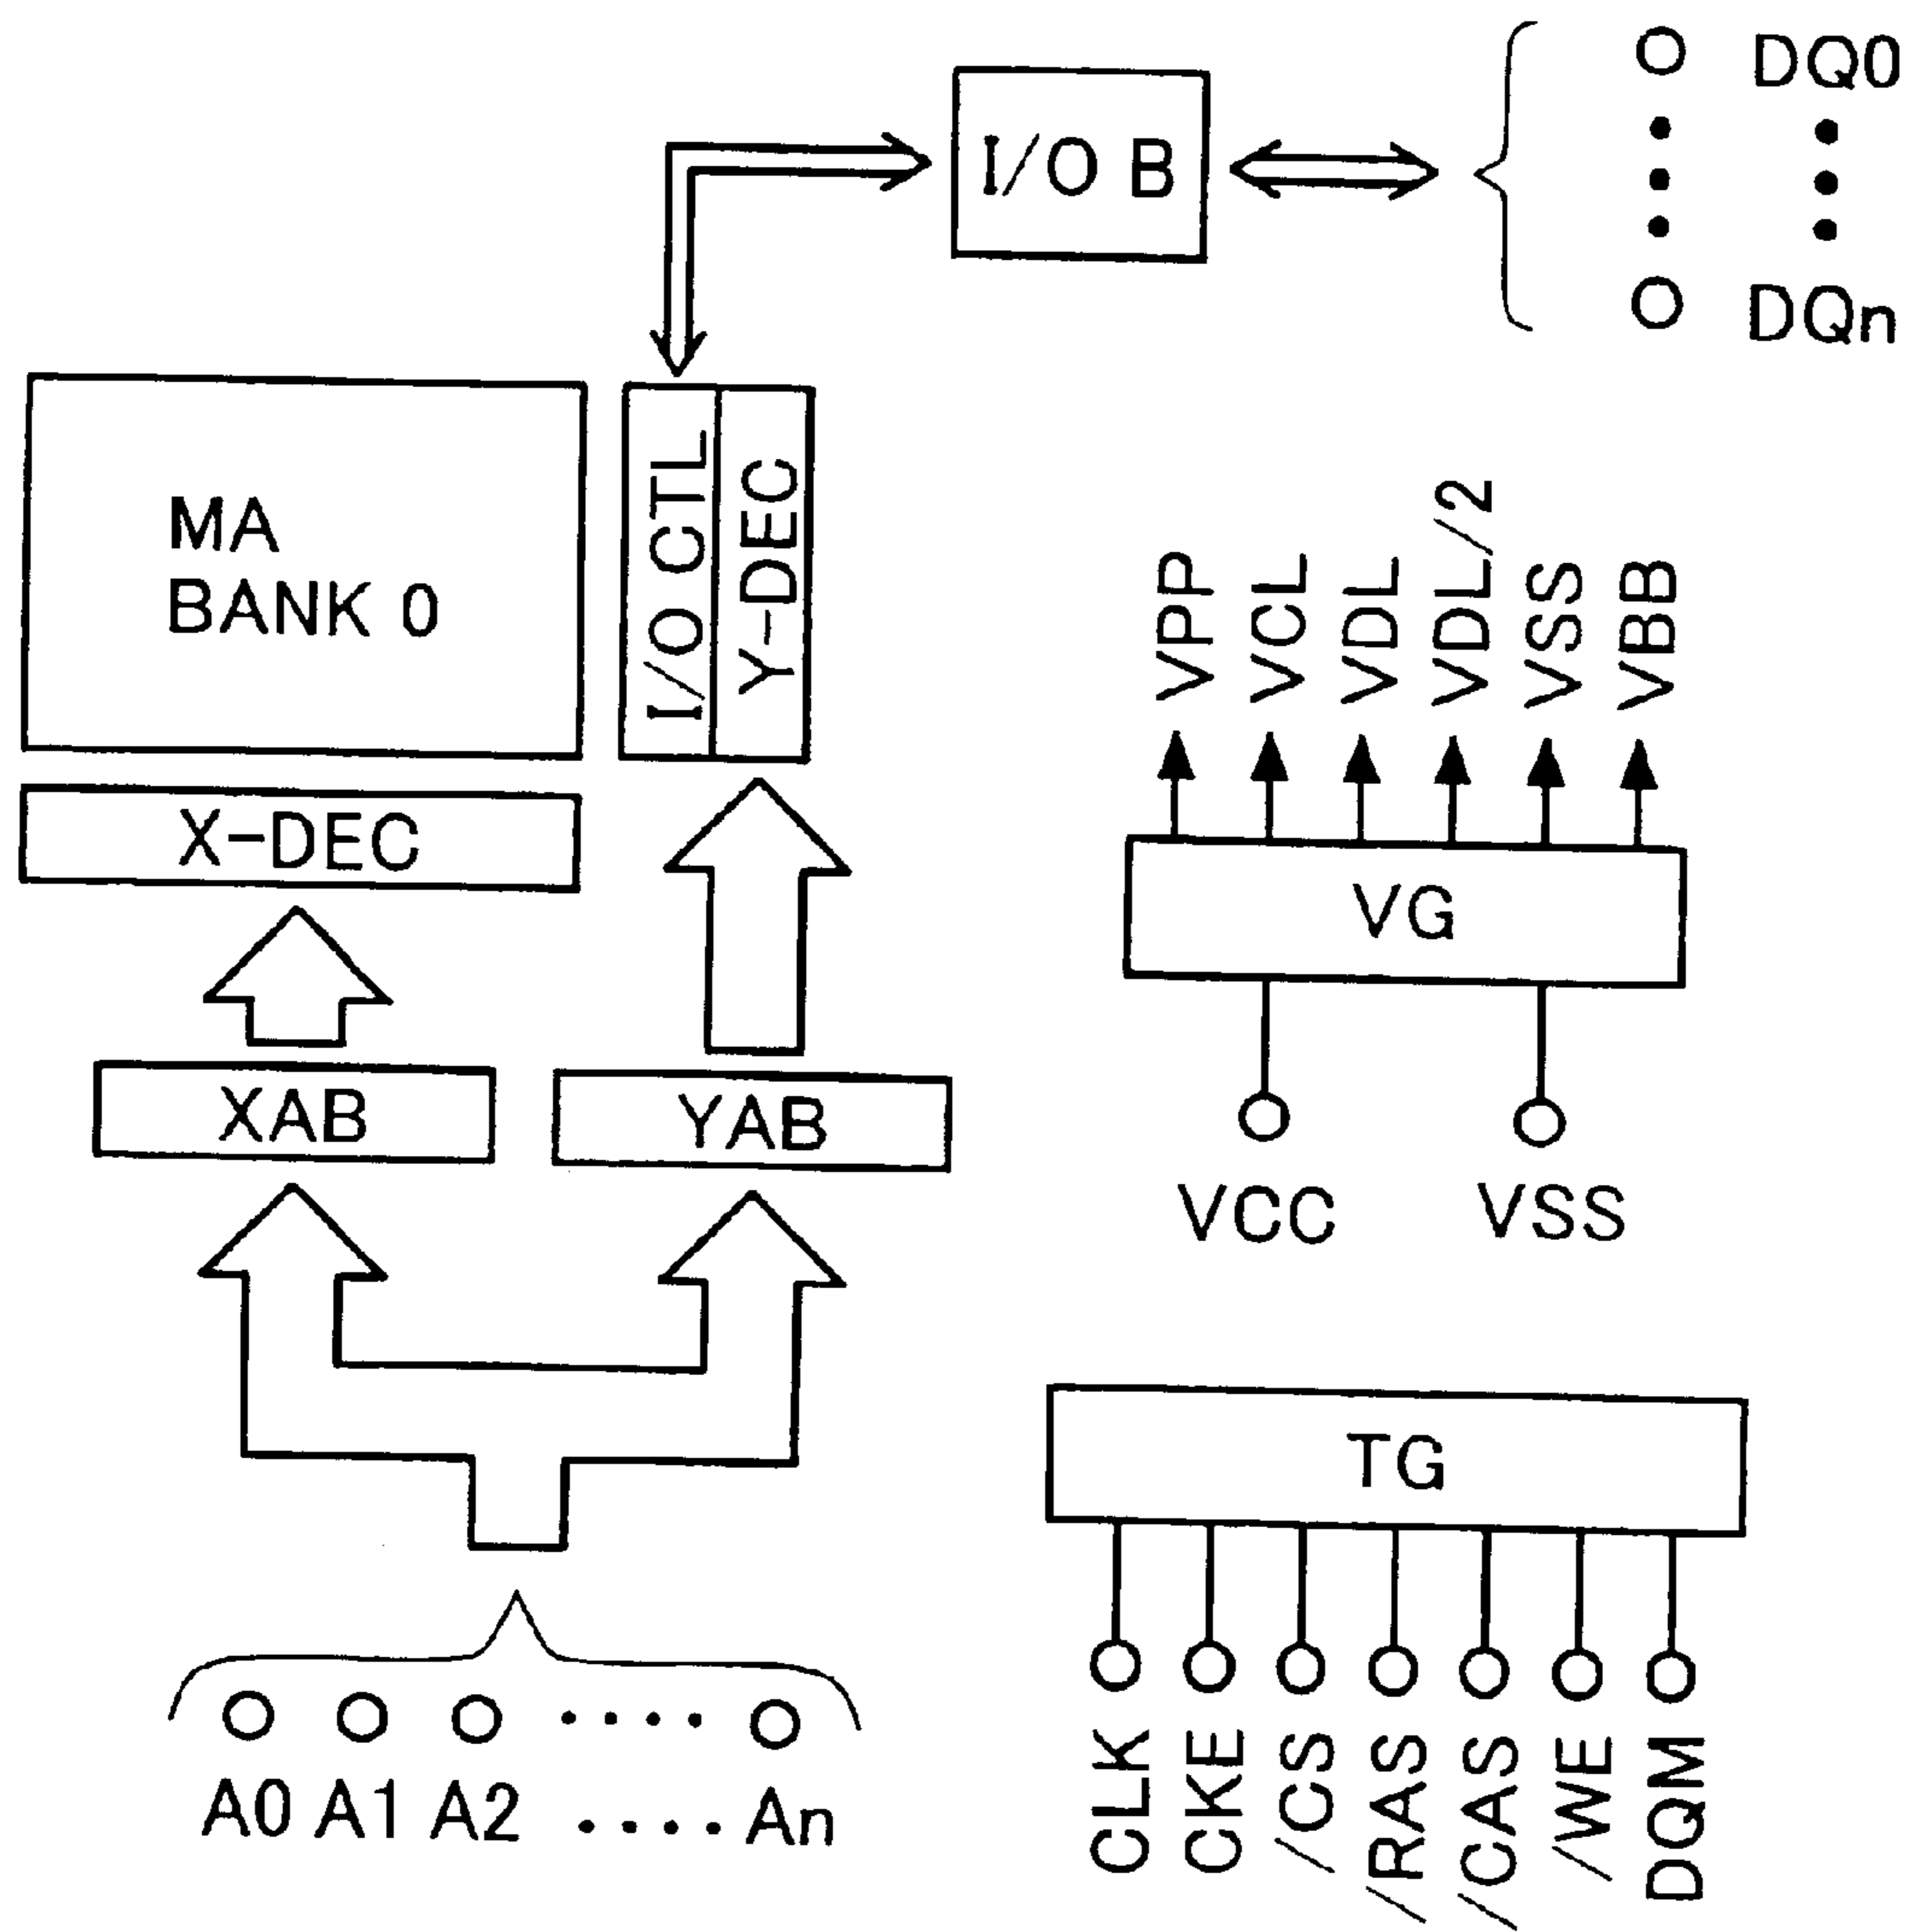 DQ0
I/O B
DQn
MA
BANK 0
I/O CTL
Y-DEC
VPP
VCL
VDL
VDL/2
VSS
VBB
X-DEC
VG
XAB
YAB
VCC
VSS
TG
A0 A1 A2 .... An
CLK
CKE
/CS
/RAS
/CAS
/WE
DQM